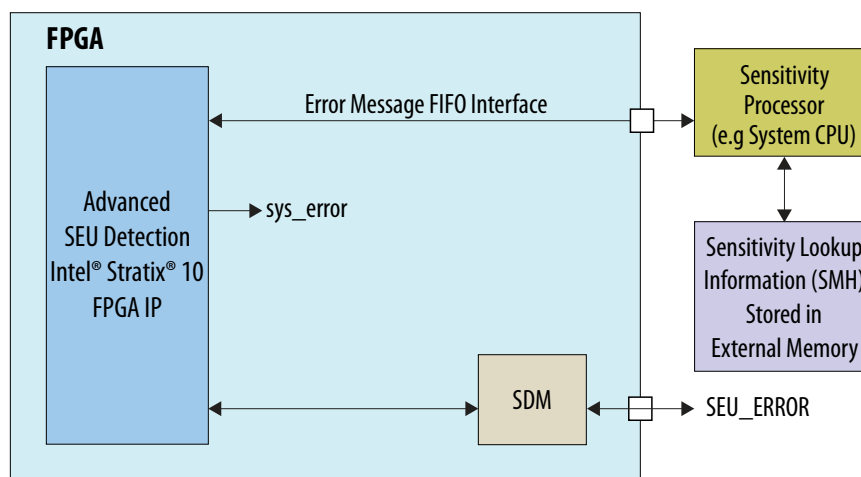 FPGA
Error Message FIFO Interface
Sensitivity
Processor
(e.g System CPU)
Advanced
SEU Detection
Intel® Stratix® 10
FPGA IP
sys_error
Sensitivity Lookup
Information (SMH)
Stored in
External Memory
SDM
SEU_ERROR